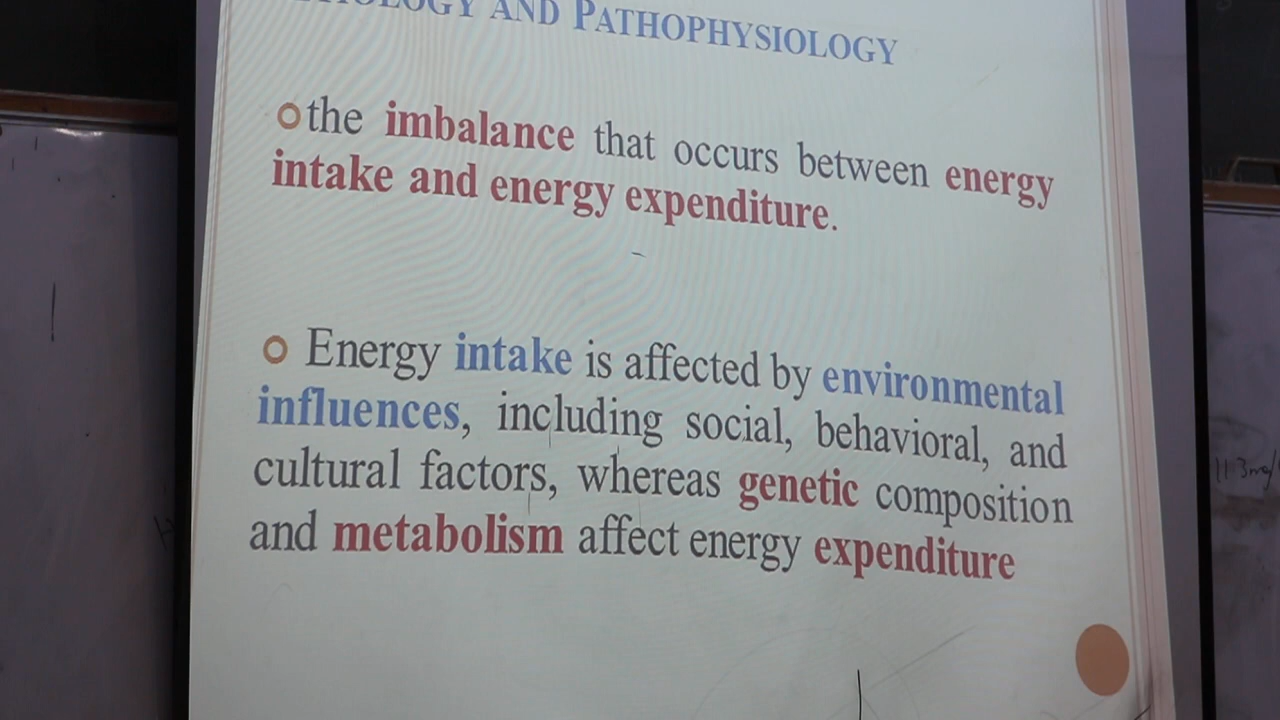 AND PATHOPHYSIOLOGY
the imbalance that occurs between energy
intake and energy expenditure.
Energy intake is affected by environmental
influences, including social, behavioral, and
cultural factors, whereas genetic composition
and metabolism affect energy expenditure